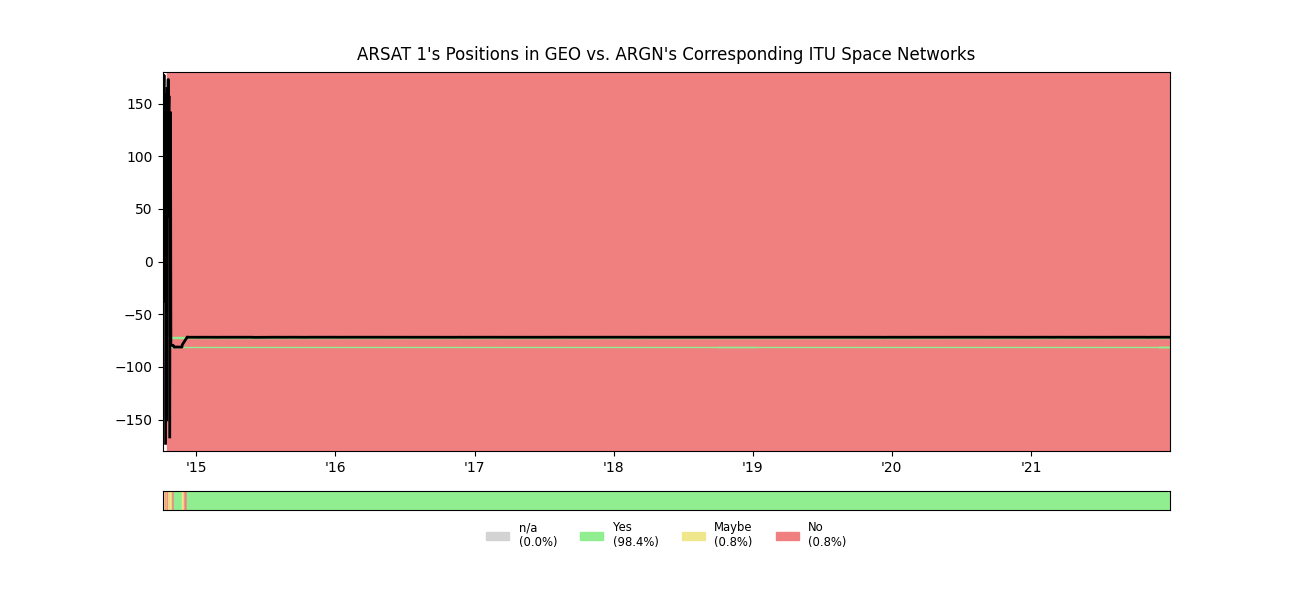 ARSAT 1's Positions in GEO vs. ARGN's Corresponding ITU Space Networks
150
100
50
0
−50
−100
−150
'15 '16 '17 '18 '19 '20 '21
n/a Yes Maybe No
(0.0%) (98.4%) (0.8%) (0.8%)